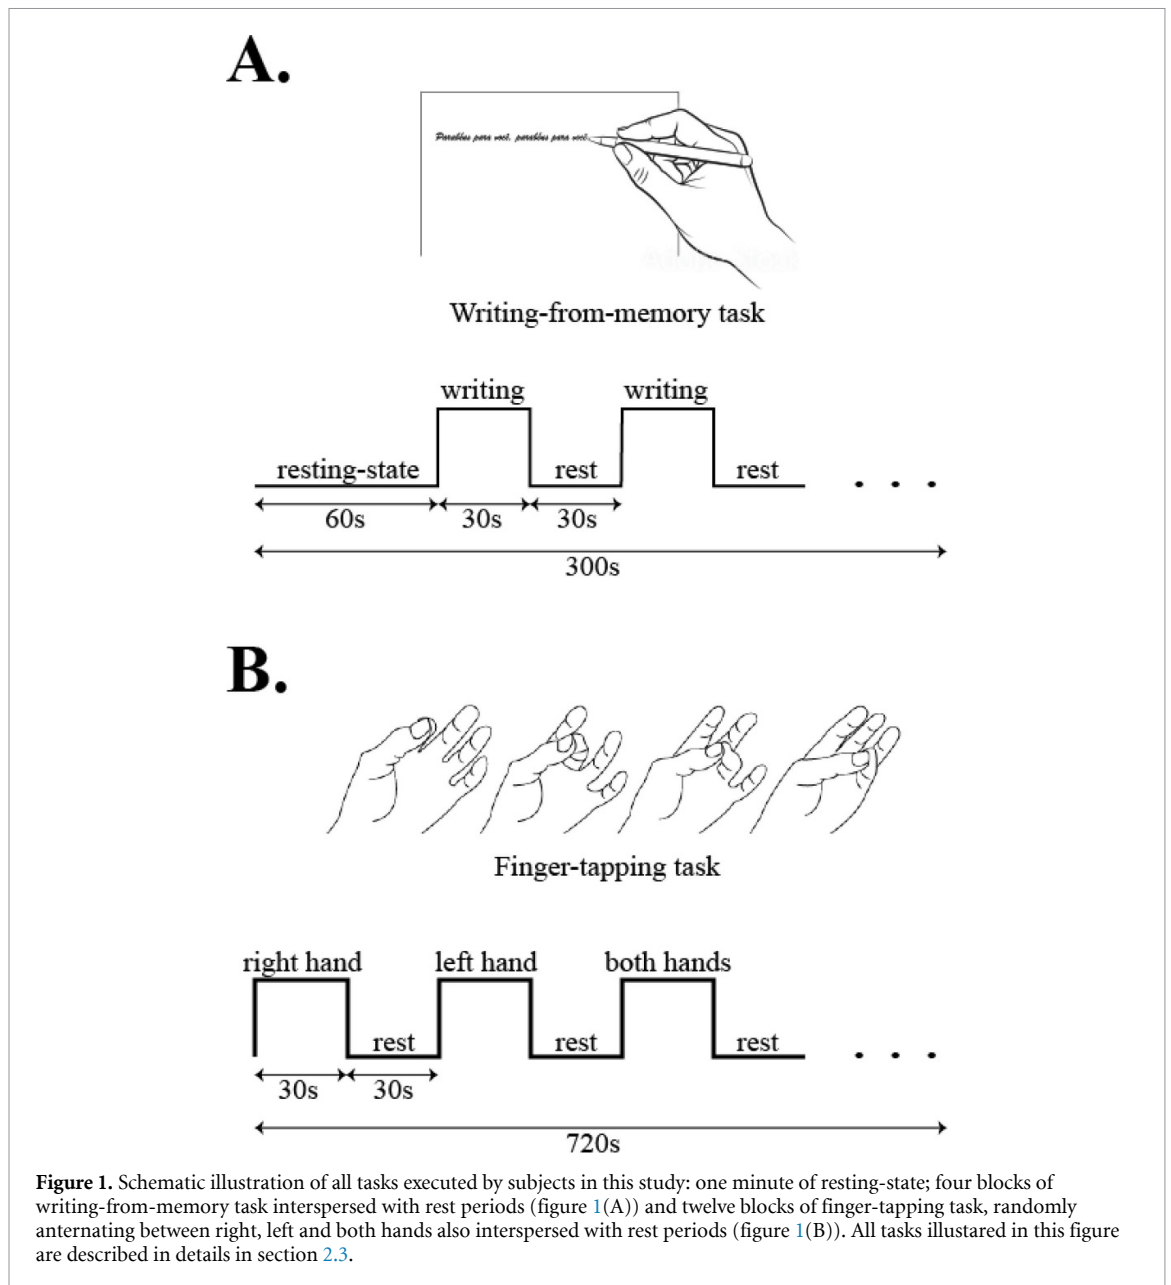 A.
Parabéns para você, parabéns para você,
Writing-from-memory task
writing writing
resting-state rest rest
60s 30s 30s
300s
B.
Finger-tapping task
right hand left hand both hands
rest rest rest
30s 30s
720s
Figure 1. Schematic illustration of all tasks executed by subjects in this study: one minute of resting-state; four blocks of
writing-from-memory task interspersed with rest periods (figure 1(A)) and twelve blocks of finger-tapping task, randomly
anternating between right, left and both hands also interspersed with rest periods (figure 1(B)). All tasks illustared in this figure
are described in details in section 2.3.